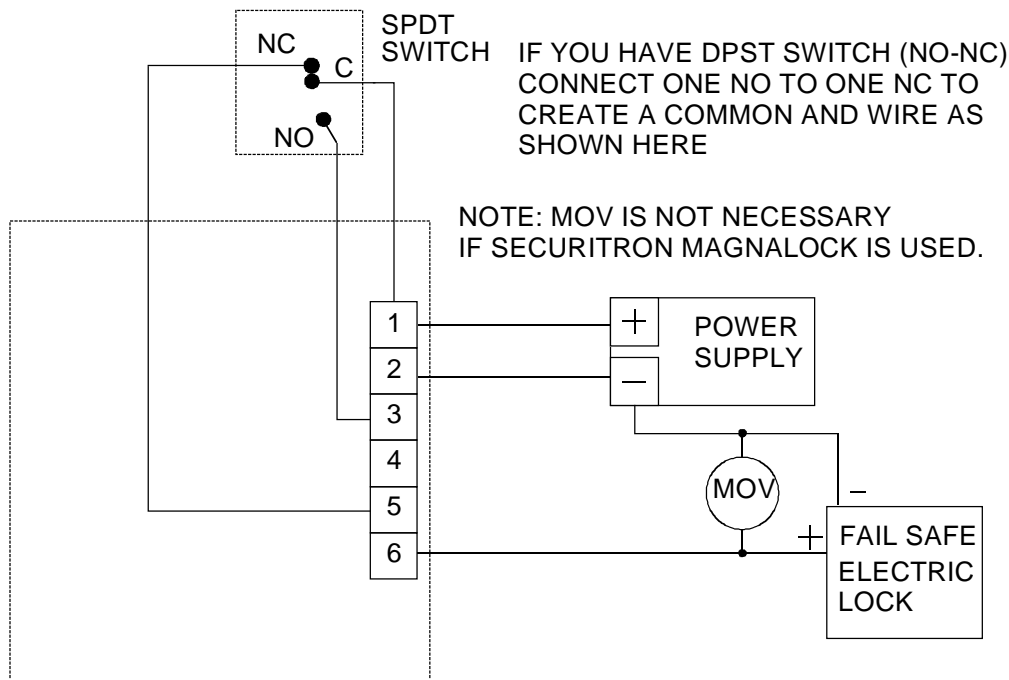 SPDT
SWITCH
NC
C
NO
IF YOU HAVE DPST SWITCH (NO-NC)
CONNECT ONE NO TO ONE NC TO
CREATE A COMMON AND WIRE AS
SHOWN HERE
NOTE: MOV IS NOT NECESSARY
IF SECURITRON MAGNALOCK IS USED.
1
2
3
4
5
6
+
−
POWER
SUPPLY
MOV
−
+
FAIL SAFE
ELECTRIC
LOCK